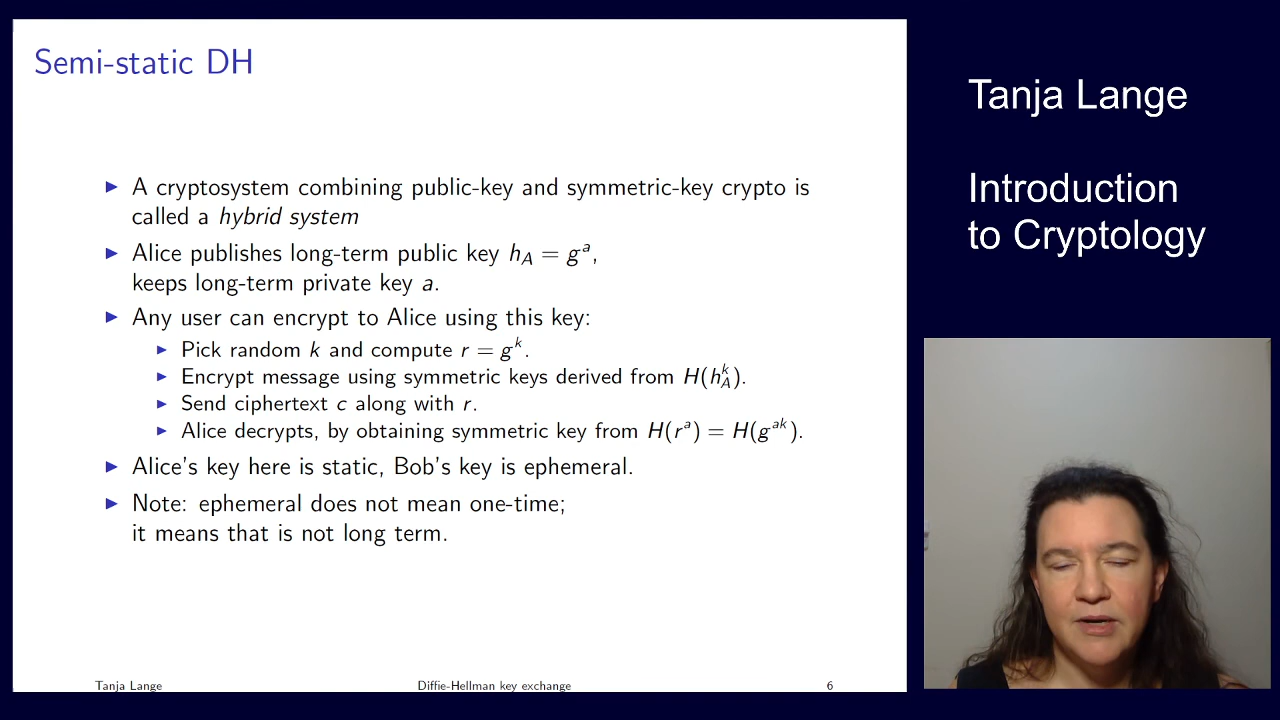 Semi-static DH
▶ A cryptosystem combining public-key and symmetric-key crypto is
called a hybrid system
▶ Alice publishes long-term public key h_A = g^a,
keeps long-term private key a.
▶ Any user can encrypt to Alice using this key:
▶ Pick random k and compute r = g^k.
▶ Encrypt message using symmetric keys derived from H(h_A^k).
▶ Send ciphertext c along with r.
▶ Alice decrypts, by obtaining symmetric key from H(r^a) = H(g^{ak}).
▶ Alice's key here is static, Bob's key is ephemeral.
▶ Note: ephemeral does not mean one-time;
it means that is not long term.
Tanja Lange
Diffie-Hellman key exchange
6
Tanja Lange
Introduction
to Cryptology